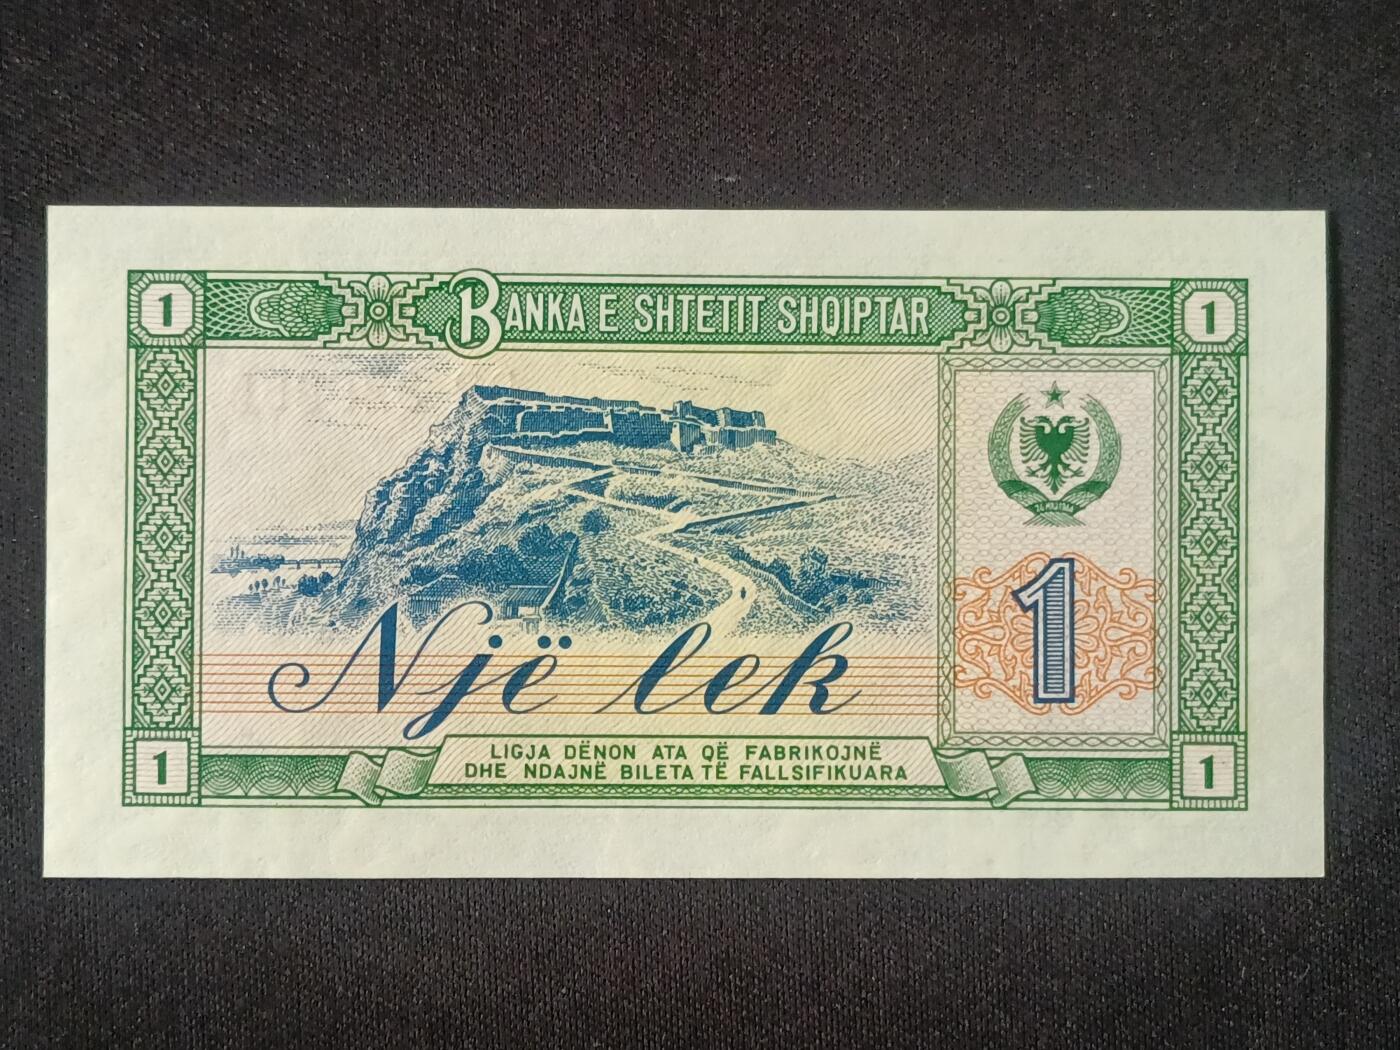 1 BANKA E SHTETIT SHQIPTAR 1
1
Një lek
1 LIGJA DËNON ATA QË FABRIKOJNË 1
DHE NDAJNË BILETA TË FALLSIFIKUARA